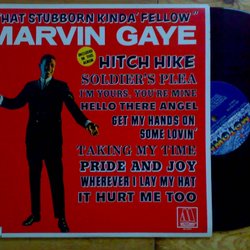 "THAT STUBBORN KINDA' FELLOW"
MARVIN GAYE
HITCH HIKE
SOLDIER'S PLEA
I'M YOURS, YOU'RE MINE
HELLO THERE ANGEL
GET MY HANDS ON
SOME LOVIN'
TAKING MY TIME
PRIDE AND JOY
WHEREVER I LAY MY HAT
IT HURT ME TOO